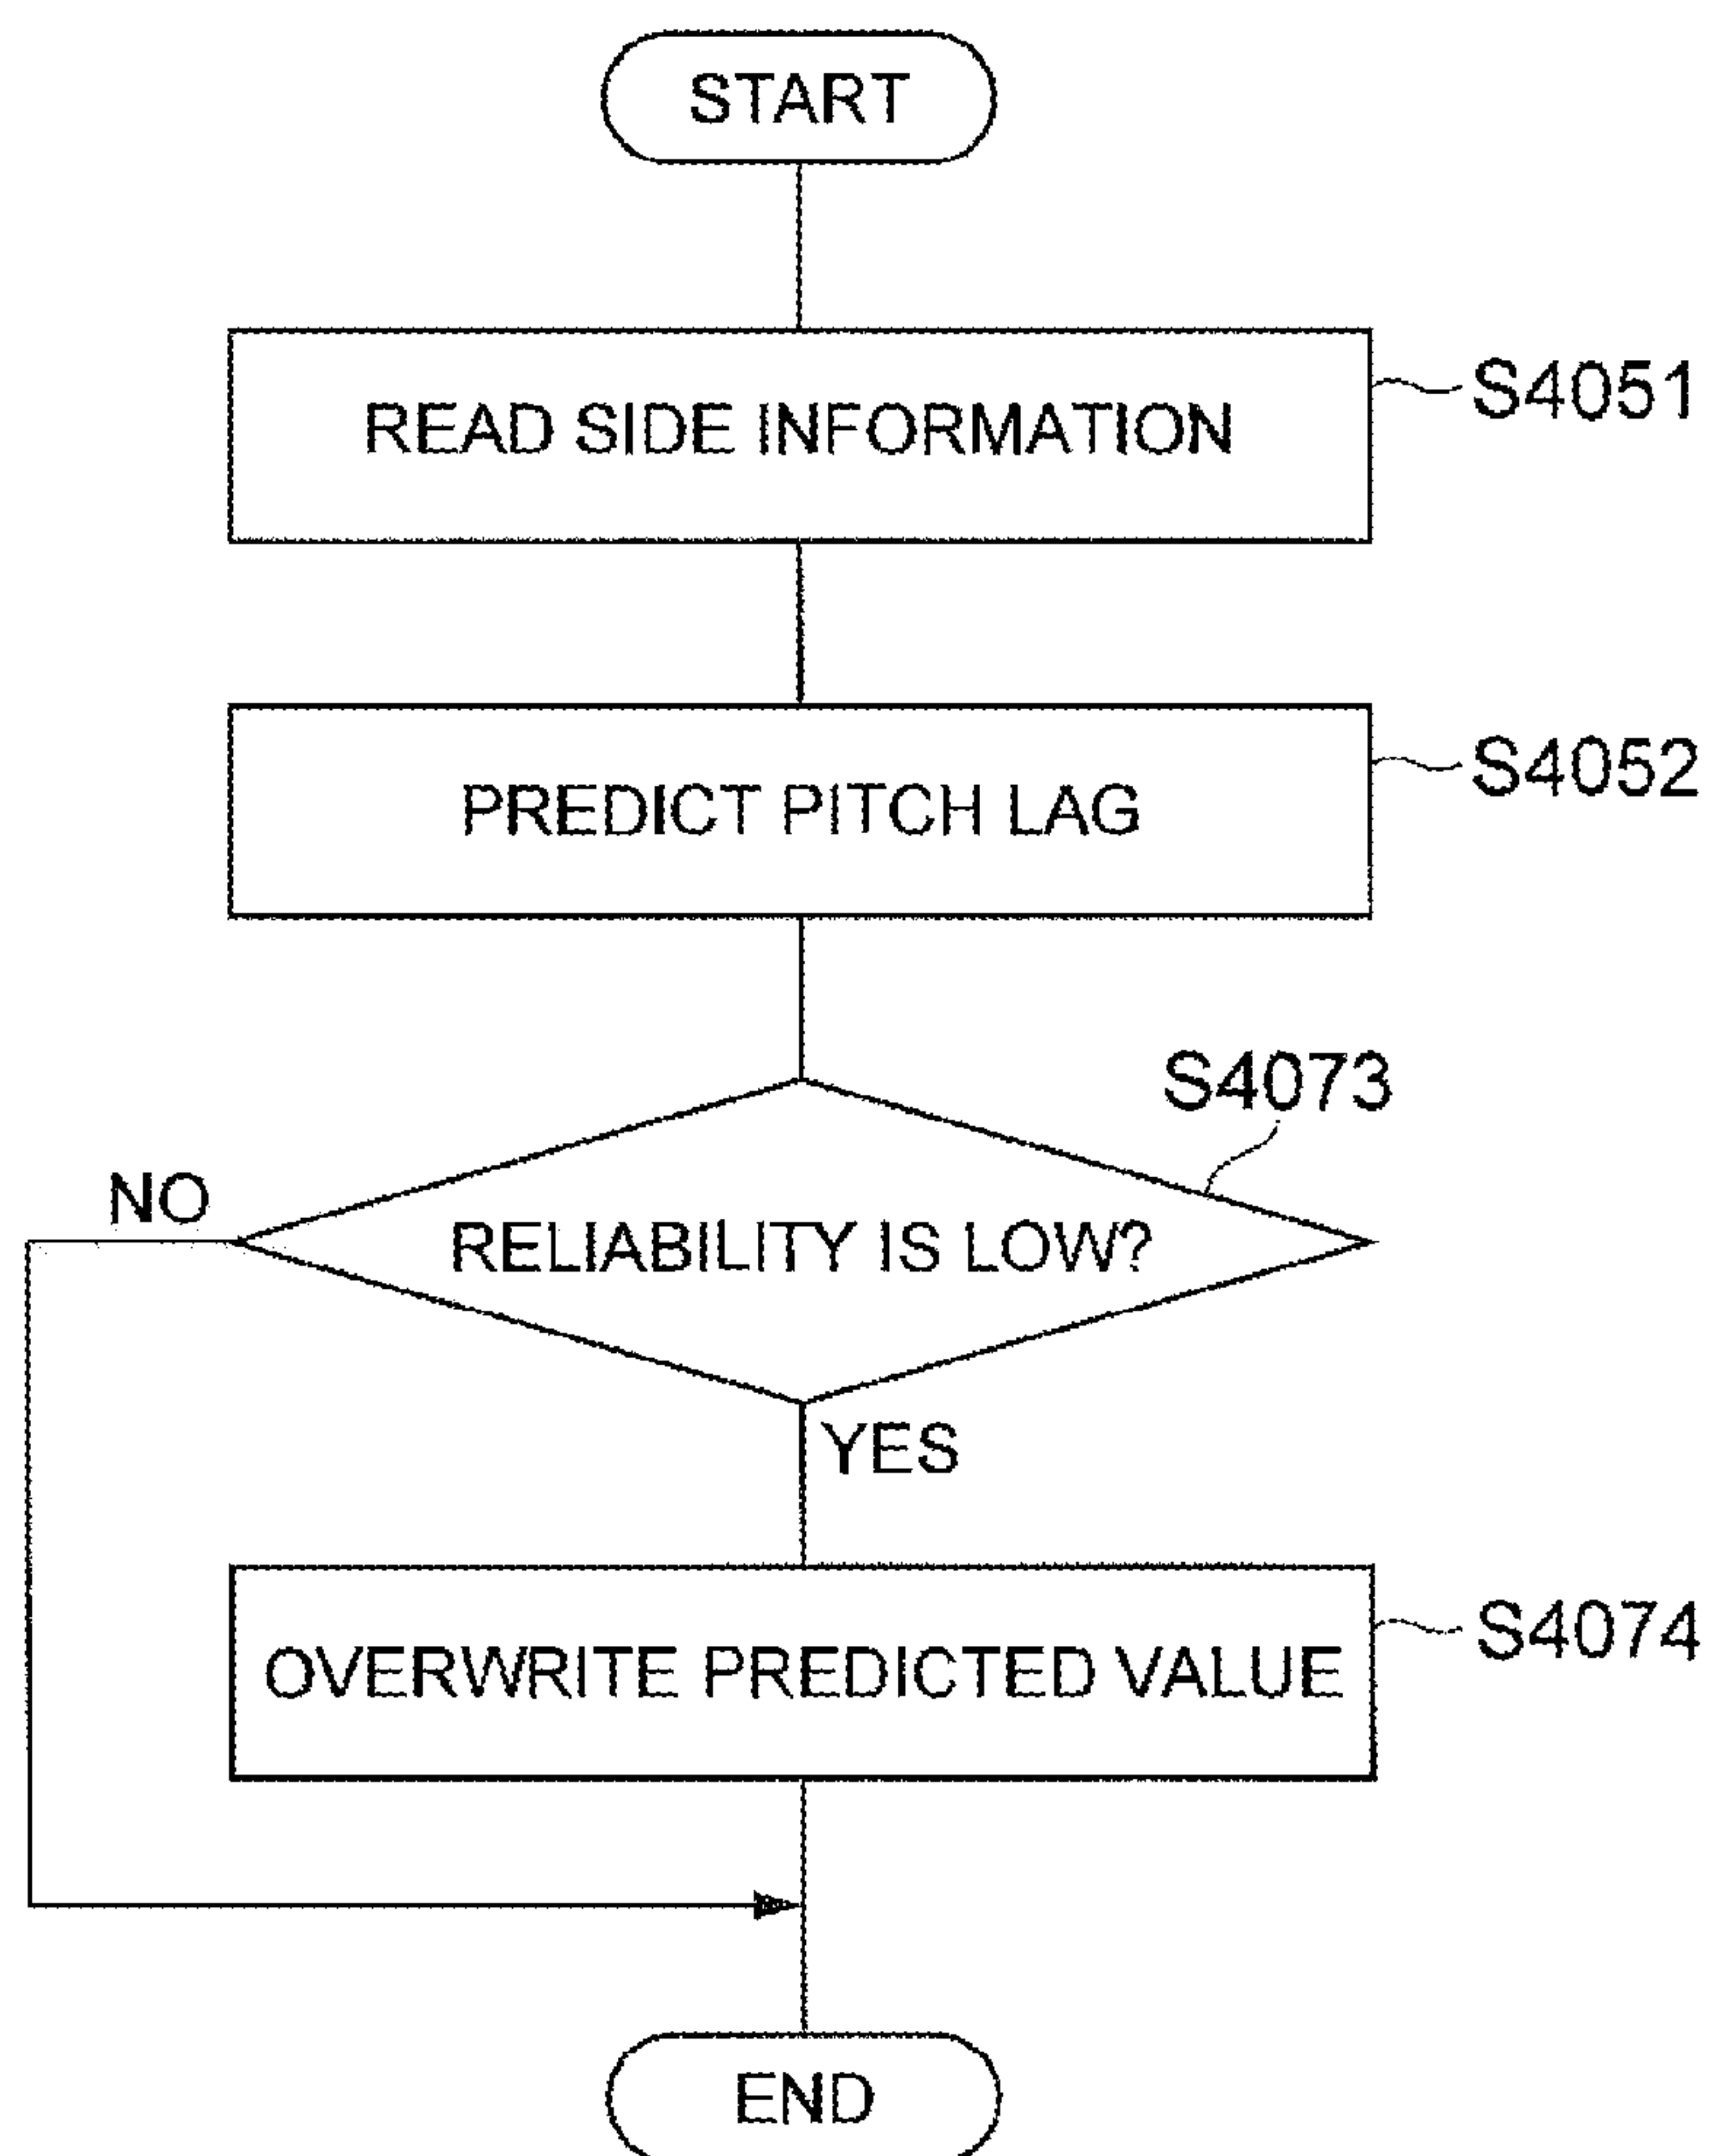 START
READ SIDE INFORMATION
S4051
PREDICT PITCH LAG
S4052
S4073
NO
RELIABILITY IS LOW?
YES
OVERWRITE PREDICTED VALUE
S4074
END